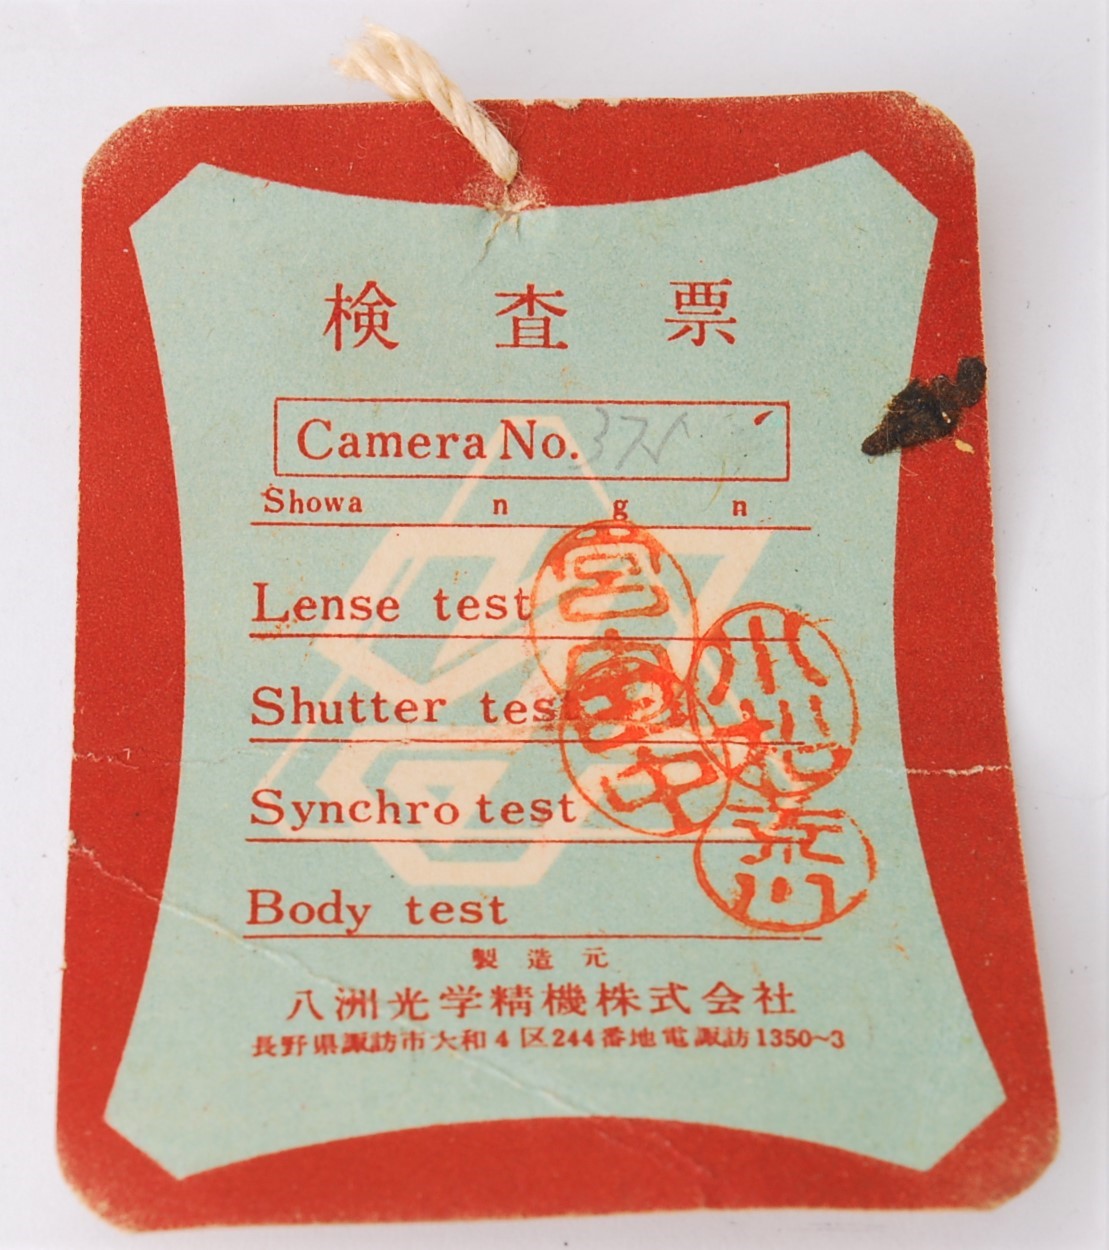 検査票
Camera No.
Showa n g n
Lense test
Shutter test
Synchro test
Body test
製造元
八洲光学精機株式会社
長野県諏訪市大和4区244番地電諏訪1350~3